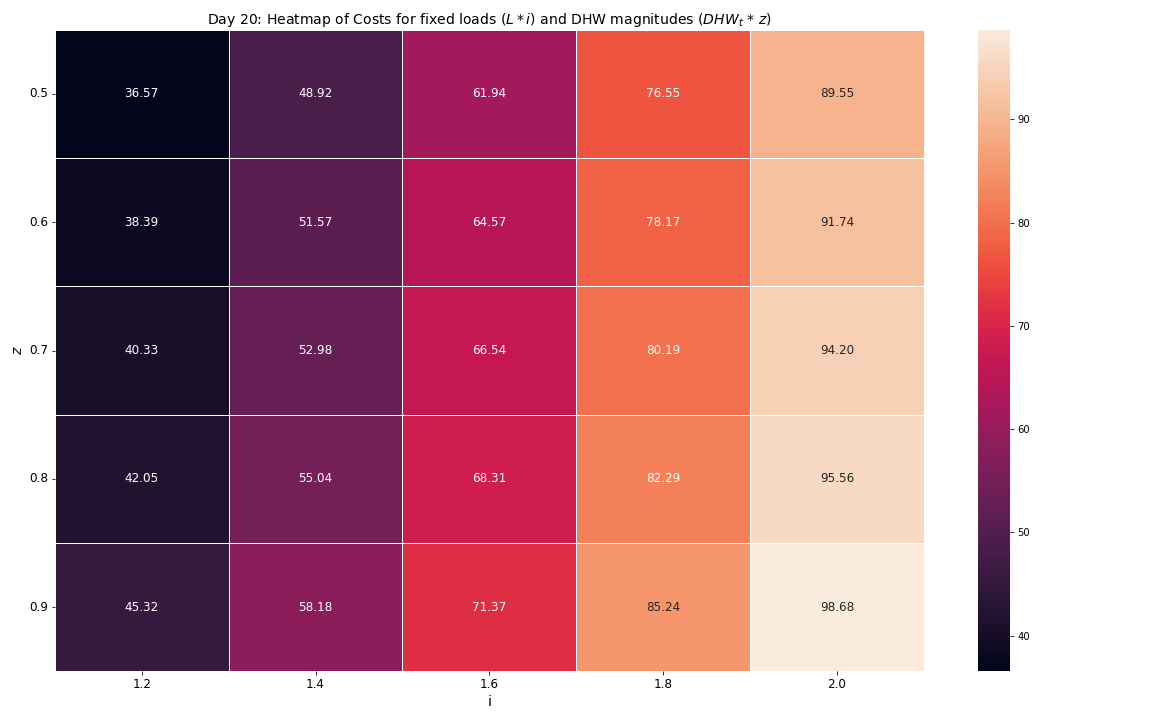 Day 20: Heatmap of Costs for fixed loads (L * i) and DHW magnitudes (DHWₜ * z)
0.5 36.57 48.92 61.94 76.55 89.55
0.6 38.39 51.57 64.57 78.17 91.74
0.7 40.33 52.98 66.54 80.19 94.20
0.8 42.05 55.04 68.31 82.29 95.56
0.9 45.32 58.18 71.37 85.24 98.68
z
1.2 1.4 1.6 1.8 2.0
i
90
80
70
60
50
40